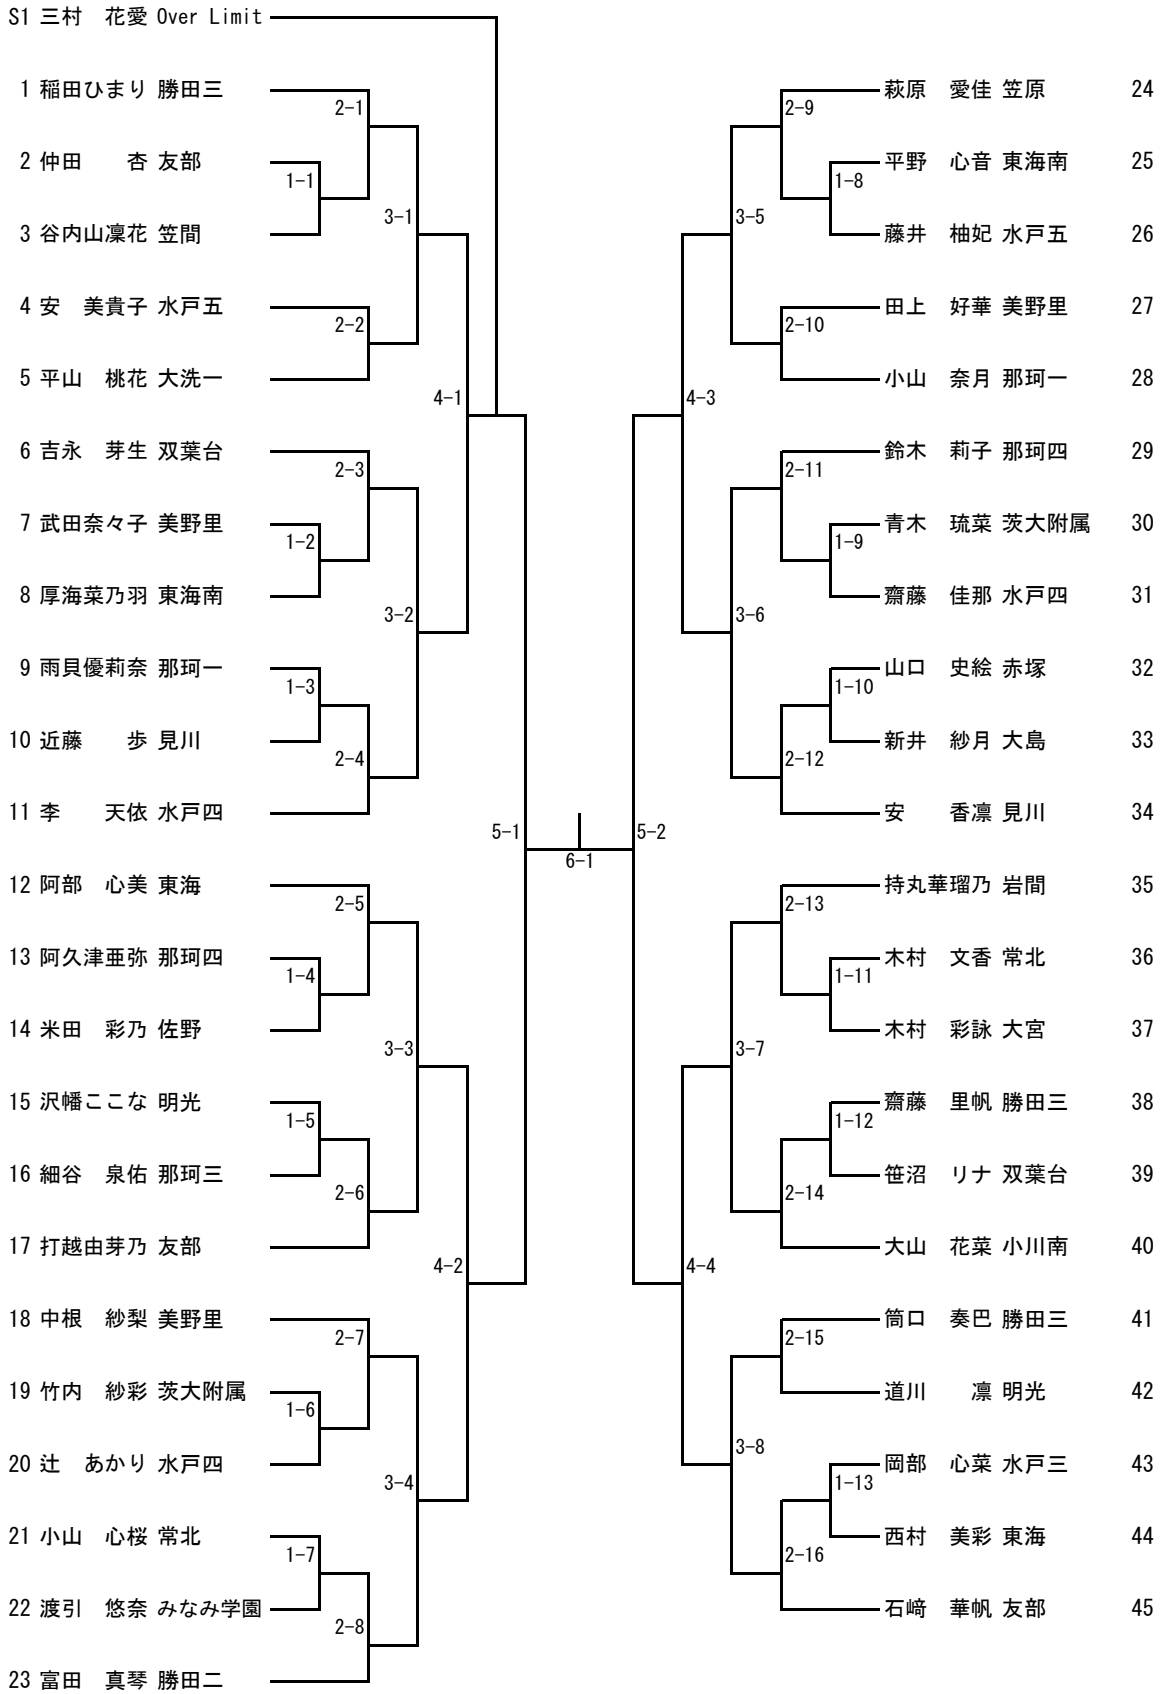 S1 三村　花愛 Over Limit
1 稲田ひまり 勝田三
2-1
2 仲田　　杏 友部
1-1
3-1
3 谷内山凜花 笠間
4 安　美貴子 水戸五
2-2
5 平山　桃花 大洗一
4-1
6 吉永　芽生 双葉台
2-3
7 武田奈々子 美野里
1-2
8 厚海菜乃羽 東海南
3-2
9 雨貝優莉奈 那珂一
1-3
10 近藤　　歩 見川
2-4
11 李　　天依 水戸四
5-1
12 阿部　心美 東海
2-5
13 阿久津亜弥 那珂四
1-4
14 米田　彩乃 佐野
3-3
15 沢幡ここな 明光
1-5
16 細谷　泉佑 那珂三
2-6
17 打越由芽乃 友部
4-2
18 中根　紗梨 美野里
2-7
19 竹内　紗彩 茨大附属
1-6
20 辻　あかり 水戸四
3-4
21 小山　心桜 常北
1-7
22 渡引　悠奈 みなみ学園
2-8
23 富田　真琴 勝田二
6-1
萩原　愛佳 笠原 24
2-9
平野　心音 東海南 25
1-8
3-5
藤井　柚妃 水戸五 26
田上　好華 美野里 27
2-10
小山　奈月 那珂一 28
4-3
鈴木　莉子 那珂四 29
2-11
青木　琉菜 茨大附属 30
1-9
齋藤　佳那 水戸四 31
3-6
山口　史絵 赤塚 32
1-10
新井　紗月 大島 33
2-12
安　　香凛 見川 34
5-2
持丸華瑠乃 岩間 35
2-13
木村　文香 常北 36
1-11
木村　彩詠 大宮 37
3-7
齋藤　里帆 勝田三 38
1-12
笹沼　リナ 双葉台 39
2-14
大山　花菜 小川南 40
4-4
筒口　奏巴 勝田三 41
2-15
道川　　凛 明光 42
3-8
岡部　心菜 水戸三 43
1-13
西村　美彩 東海 44
2-16
石﨑　華帆 友部 45